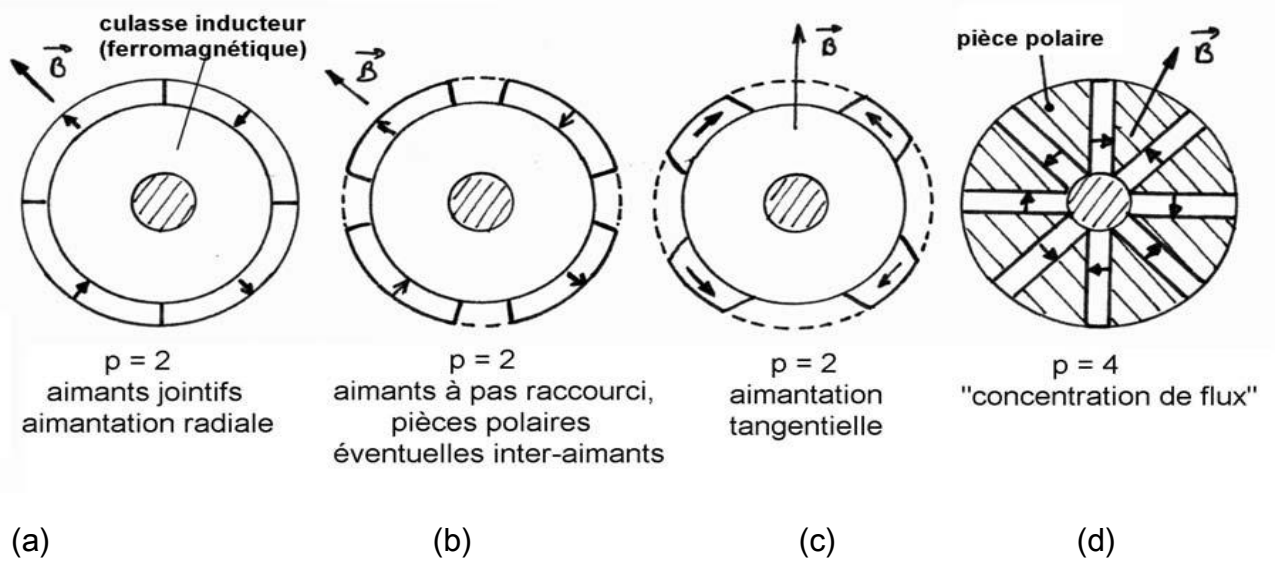 culasse inducteur
(ferromagnétique)
B
B
B
pièce polaire
B
p = 2
aimants jointifs
aimantation radiale
p = 2
aimants à pas raccourci,
pièces polaires
éventuelles inter-aimants
p = 2
aimantation
tangentielle
p = 4
"concentration de flux"
(a)
(b)
(c)
(d)